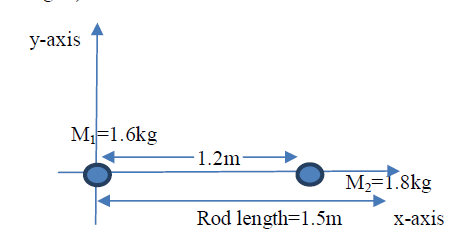 y-axis
M₁=1.6kg
1.2m
M₂=1.8kg
Rod length=1.5m
x-axis